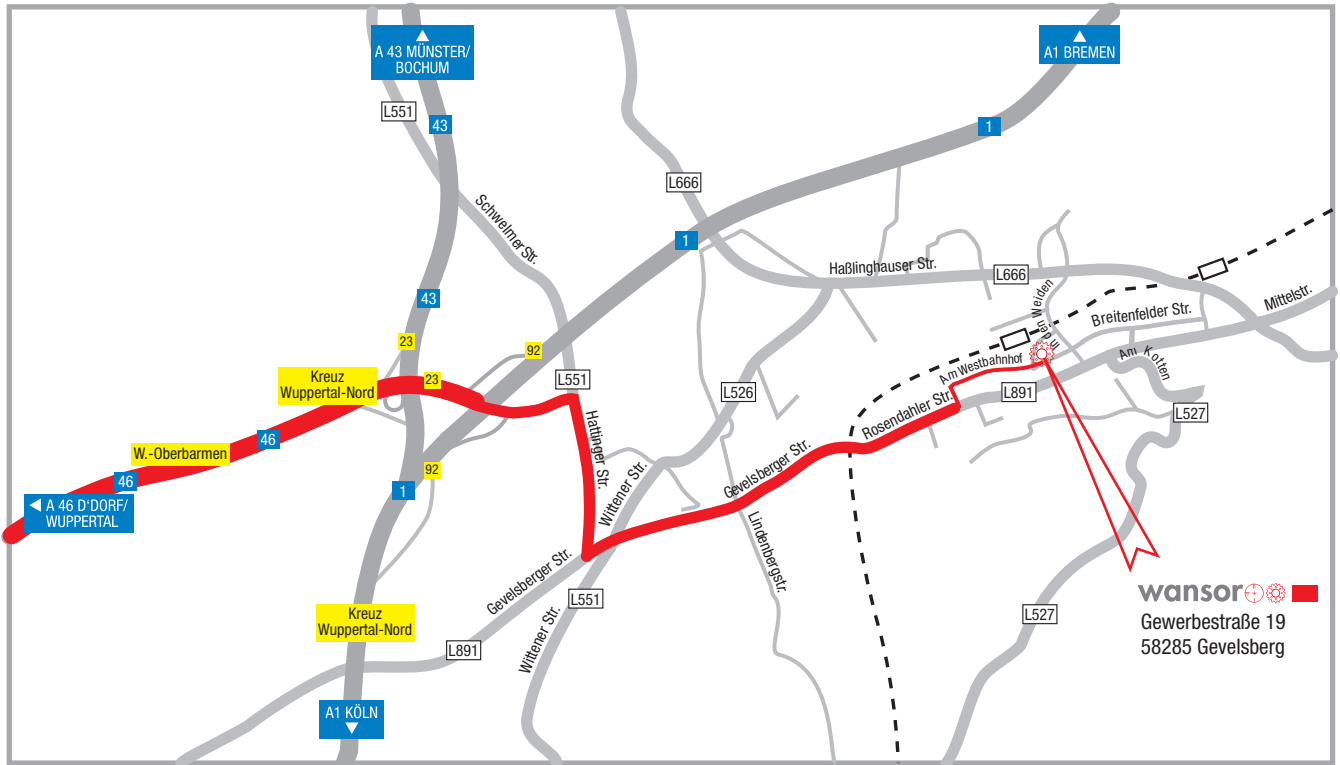 A 43 MÜNSTER/
BOCHUM
A1 BREMEN
L551
43
1
L666
Schwelmer Str.
1
Haßlinghauser Str.
L666
43
In den Weiden
Mittelstr.
Breitenfelder Str.
23
92
Am Westbahnhof
Am Kotten
Kreuz
Wuppertal-Nord
23
L551
L526
L891
Rosendahler Str.
L527
Hattinger Str.
46
W.-Oberbarmen
92
46
1
Wittener Str.
Gevelsberger Str.
A 46 D'DORF/
WUPPERTAL
Lindenbergstr.
Gevelsberger Str.
L551
wansor
Kreuz
Wuppertal-Nord
Wittener Str.
L527
Gewerbestraße 19
58285 Gevelsberg
L891
A1 KÖLN